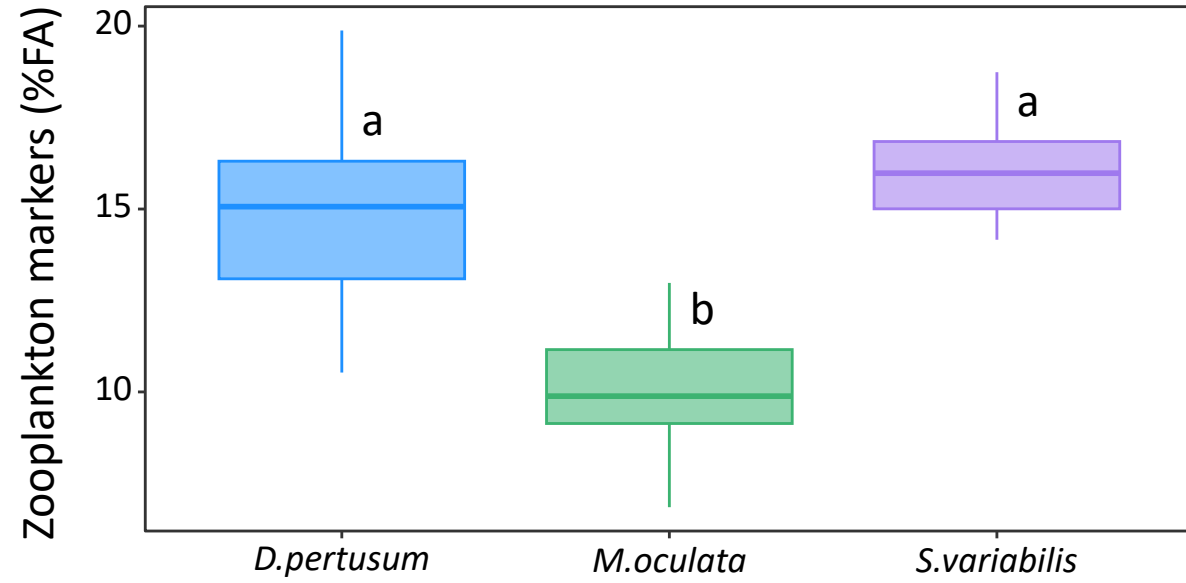 Zooplankton markers (%FA)
20
15
10
a
b
a
D.pertusum
M.oculata
S.variabilis